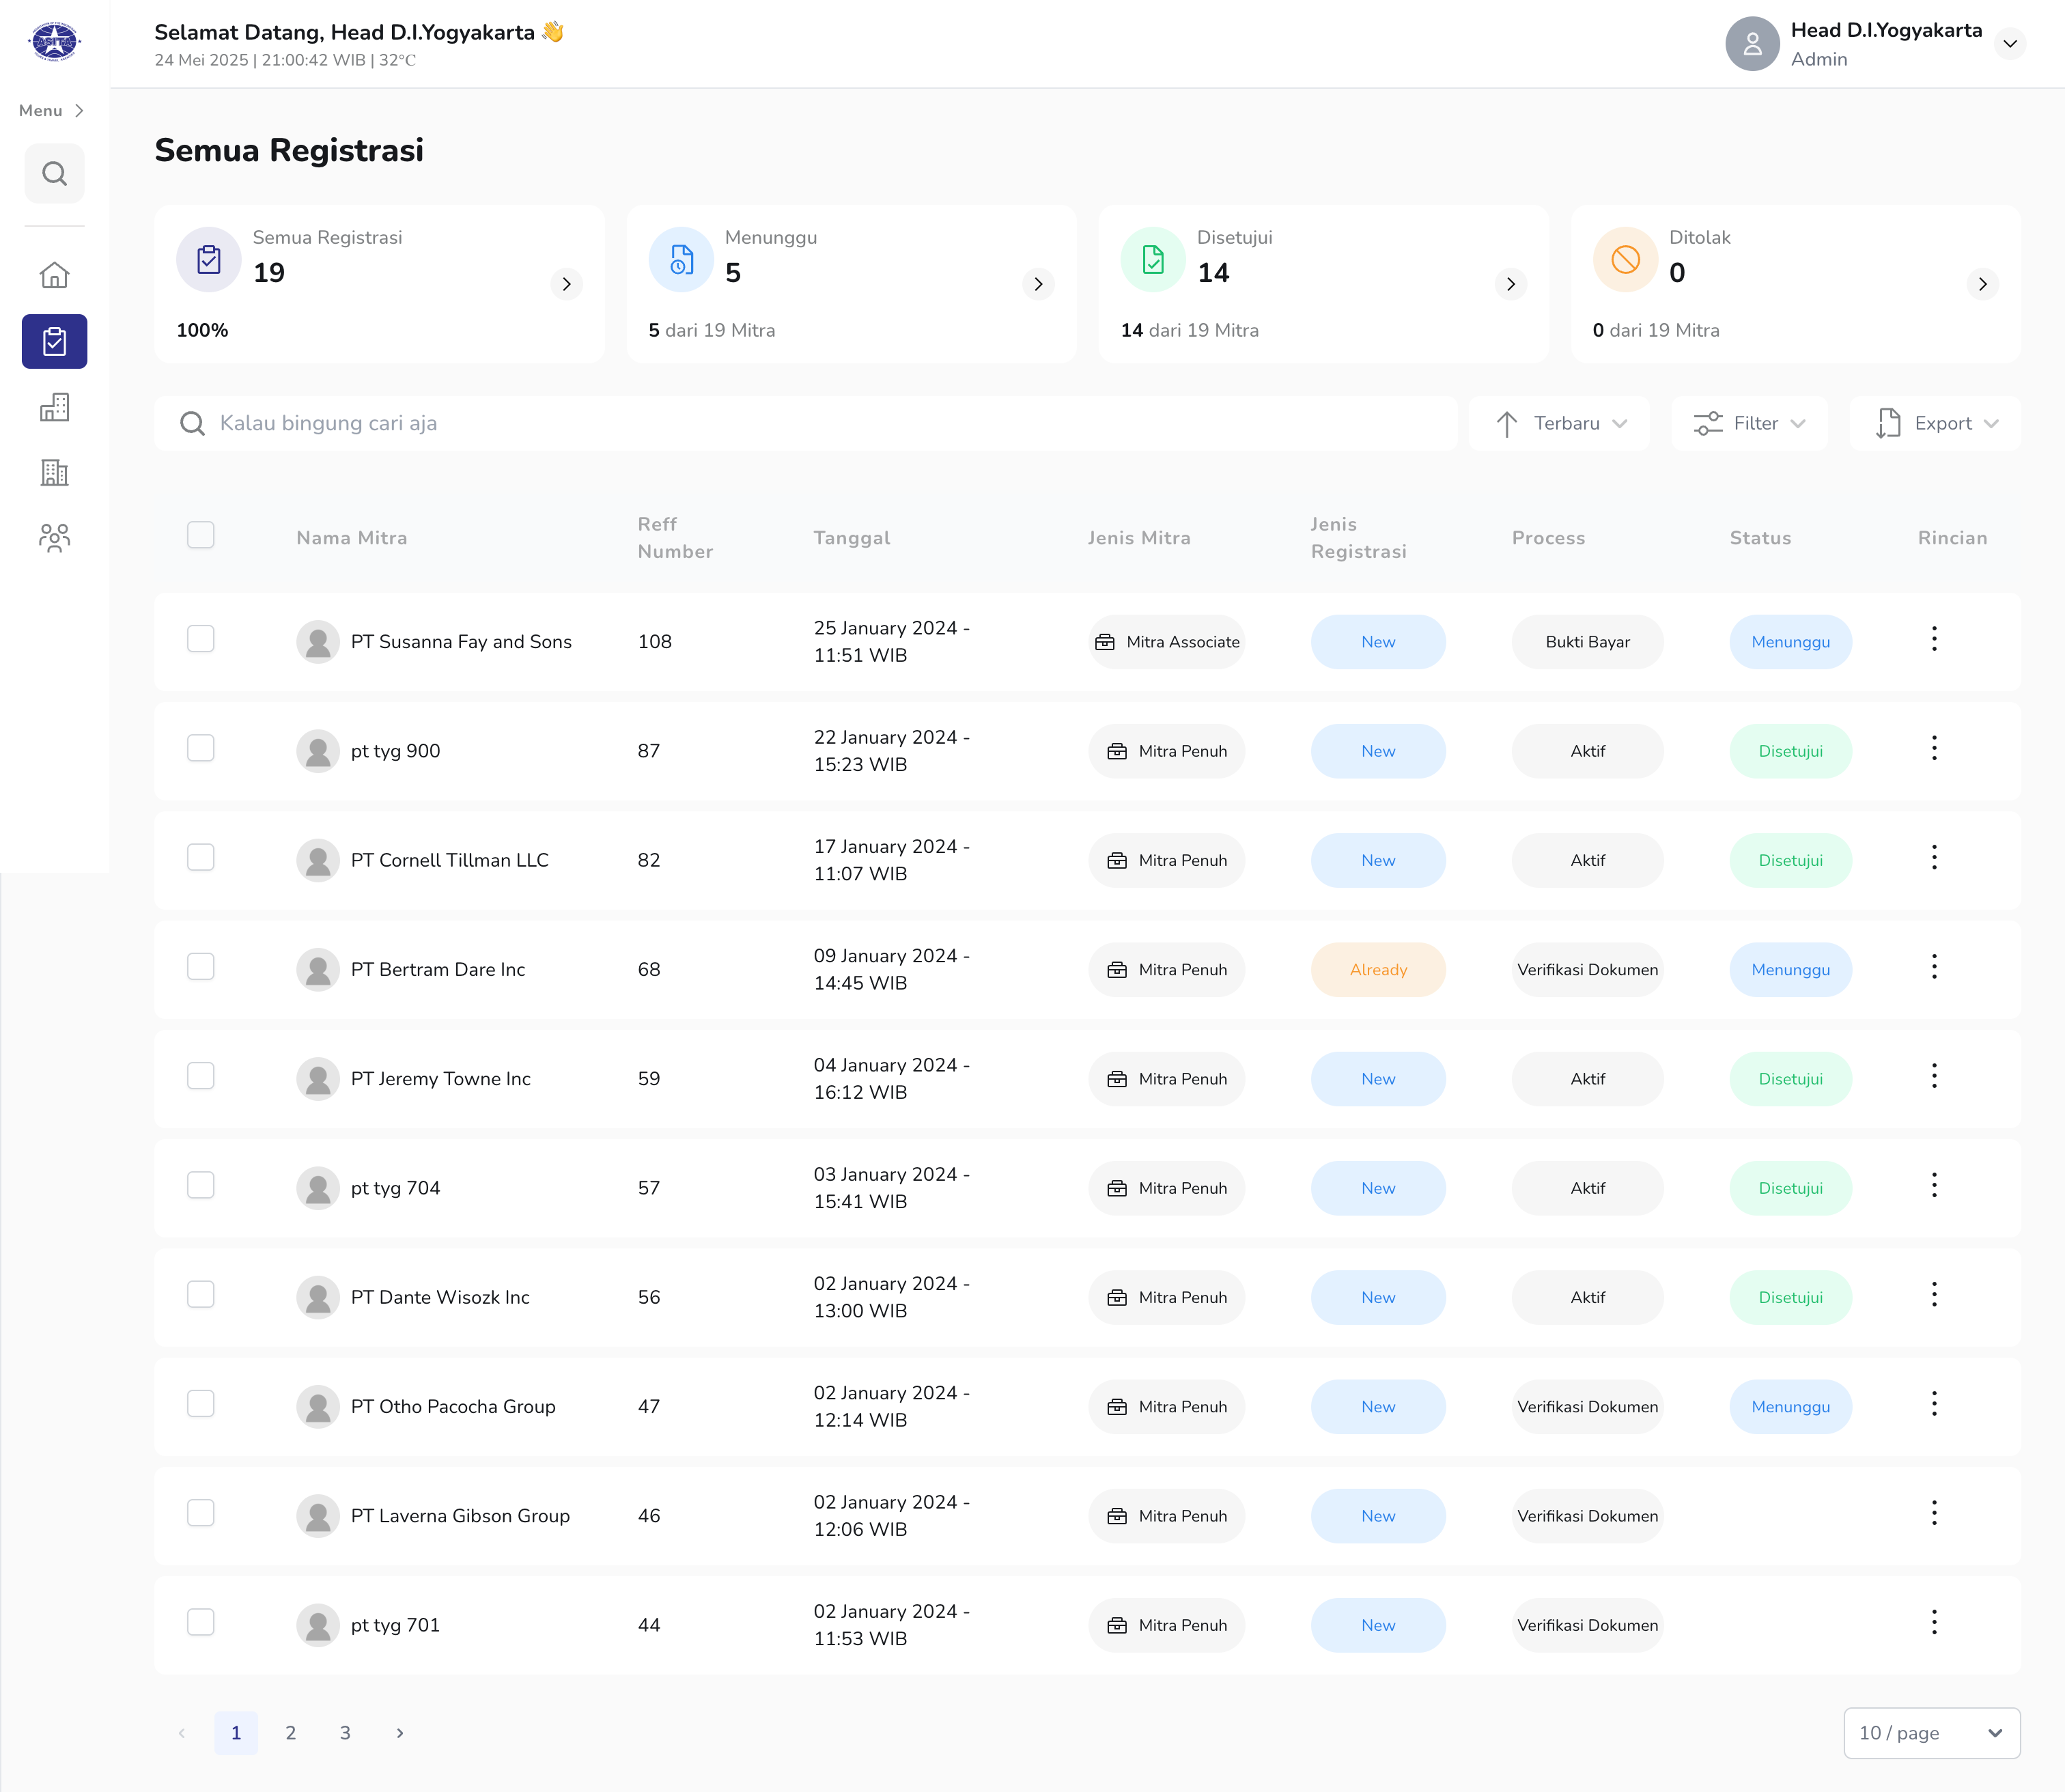 ASITA
Selamat Datang, Head D.I.Yogyakarta 👋
24 Mei 2025 | 21:00:42 WIB | 32°C
Head D.I.Yogyakarta
Admin
Menu
Semua Registrasi
Semua Registrasi
19
100%
Menunggu
5
5 dari 19 Mitra
Disetujui
14
14 dari 19 Mitra
Ditolak
0
0 dari 19 Mitra
Kalau bingung cari aja
Terbaru
Filter
Export
Nama Mitra
Reff
Number
Tanggal
Jenis Mitra
Jenis
Registrasi
Process
Status
Rincian
PT Susanna Fay and Sons
108
25 January 2024 -
11:51 WIB
Mitra Associate
New
Bukti Bayar
Menunggu
pt tyg 900
87
22 January 2024 -
15:23 WIB
Mitra Penuh
New
Aktif
Disetujui
PT Cornell Tillman LLC
82
17 January 2024 -
11:07 WIB
Mitra Penuh
New
Aktif
Disetujui
PT Bertram Dare Inc
68
09 January 2024 -
14:45 WIB
Mitra Penuh
Already
Verifikasi Dokumen
Menunggu
PT Jeremy Towne Inc
59
04 January 2024 -
16:12 WIB
Mitra Penuh
New
Aktif
Disetujui
pt tyg 704
57
03 January 2024 -
15:41 WIB
Mitra Penuh
New
Aktif
Disetujui
PT Dante Wisozk Inc
56
02 January 2024 -
13:00 WIB
Mitra Penuh
New
Aktif
Disetujui
PT Otho Pacocha Group
47
02 January 2024 -
12:14 WIB
Mitra Penuh
New
Verifikasi Dokumen
Menunggu
PT Laverna Gibson Group
46
02 January 2024 -
12:06 WIB
Mitra Penuh
New
Verifikasi Dokumen
pt tyg 701
44
02 January 2024 -
11:53 WIB
Mitra Penuh
New
Verifikasi Dokumen
1
2
3
10 / page